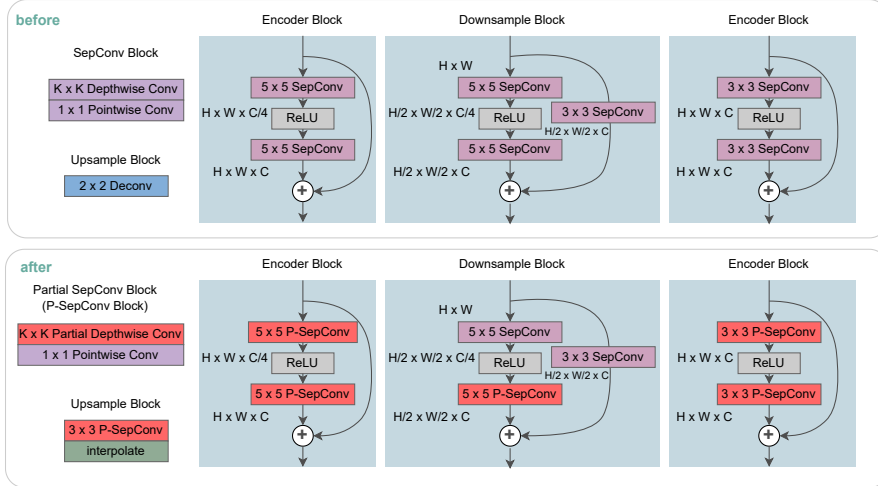 before
SepConv Block
K x K Depthwise Conv
1 x 1 Pointwise Conv
Upsample Block
2 x 2 Deconv
Encoder Block
5 x 5 SepConv
H x W x C/4
ReLU
5 x 5 SepConv
H x W x C
+
Downsample Block
H x W
5 x 5 SepConv
H/2 x W/2 x C/4
ReLU
3 x 3 SepConv
H/2 x W/2 x C
5 x 5 SepConv
H/2 x W/2 x C
+
Encoder Block
3 x 3 SepConv
H x W x C
ReLU
3 x 3 SepConv
H x W x C
+
after
Partial SepConv Block
(P-SepConv Block)
K x K Partial Depthwise Conv
1 x 1 Pointwise Conv
Upsample Block
3 x 3 P-SepConv
interpolate
Encoder Block
5 x 5 P-SepConv
H x W x C/4
ReLU
5 x 5 P-SepConv
H x W x C
+
Downsample Block
H x W
5 x 5 SepConv
H/2 x W/2 x C/4
ReLU
3 x 3 SepConv
H/2 x W/2 x C
5 x 5 P-SepConv
H/2 x W/2 x C
+
Encoder Block
3 x 3 P-SepConv
H x W x C
ReLU
3 x 3 P-SepConv
H x W x C
+